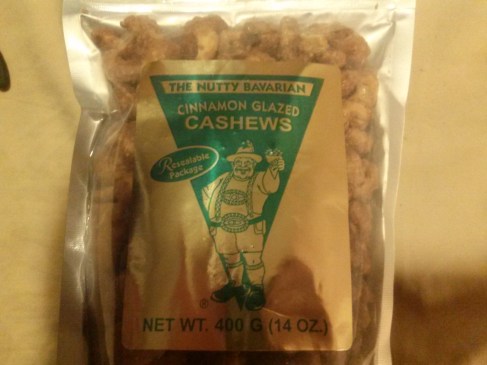 THE NUTTY BAVARIAN
CINNAMON GLAZED
CASHEWS
Resealable
Package
NET WT. 400 G (14 OZ.)